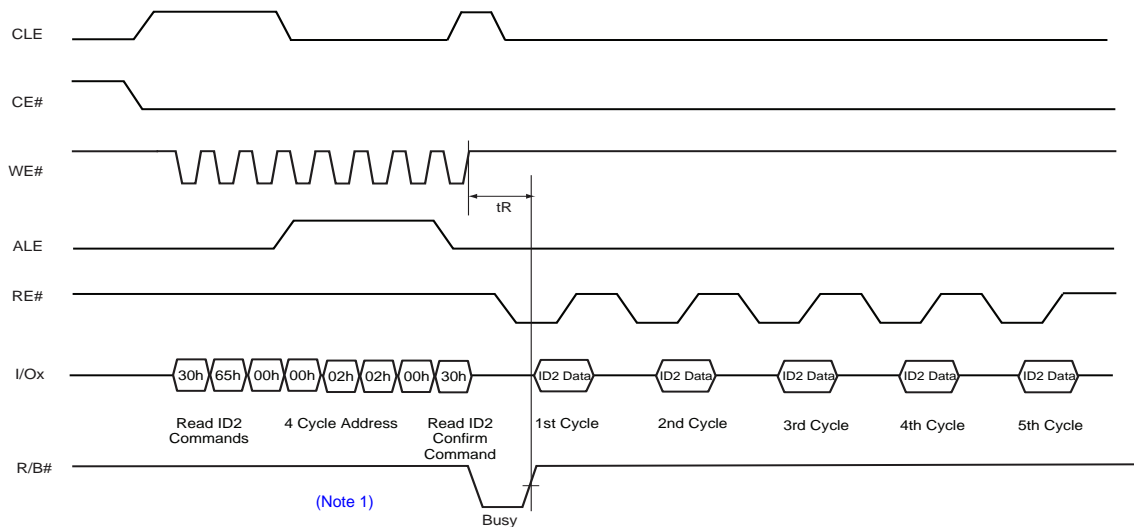 CLE
CE#
WE#
tR
ALE
RE#
I/Ox
30h 65h 00h 00h 02h 02h 00h 30h ID2 Data ID2 Data ID2 Data ID2 Data ID2 Data
Read ID2 Commands
4 Cycle Address
Read ID2 Confirm Command
1st Cycle
2nd Cycle
3rd Cycle
4th Cycle
5th Cycle
R/B#
(Note 1)
Busy